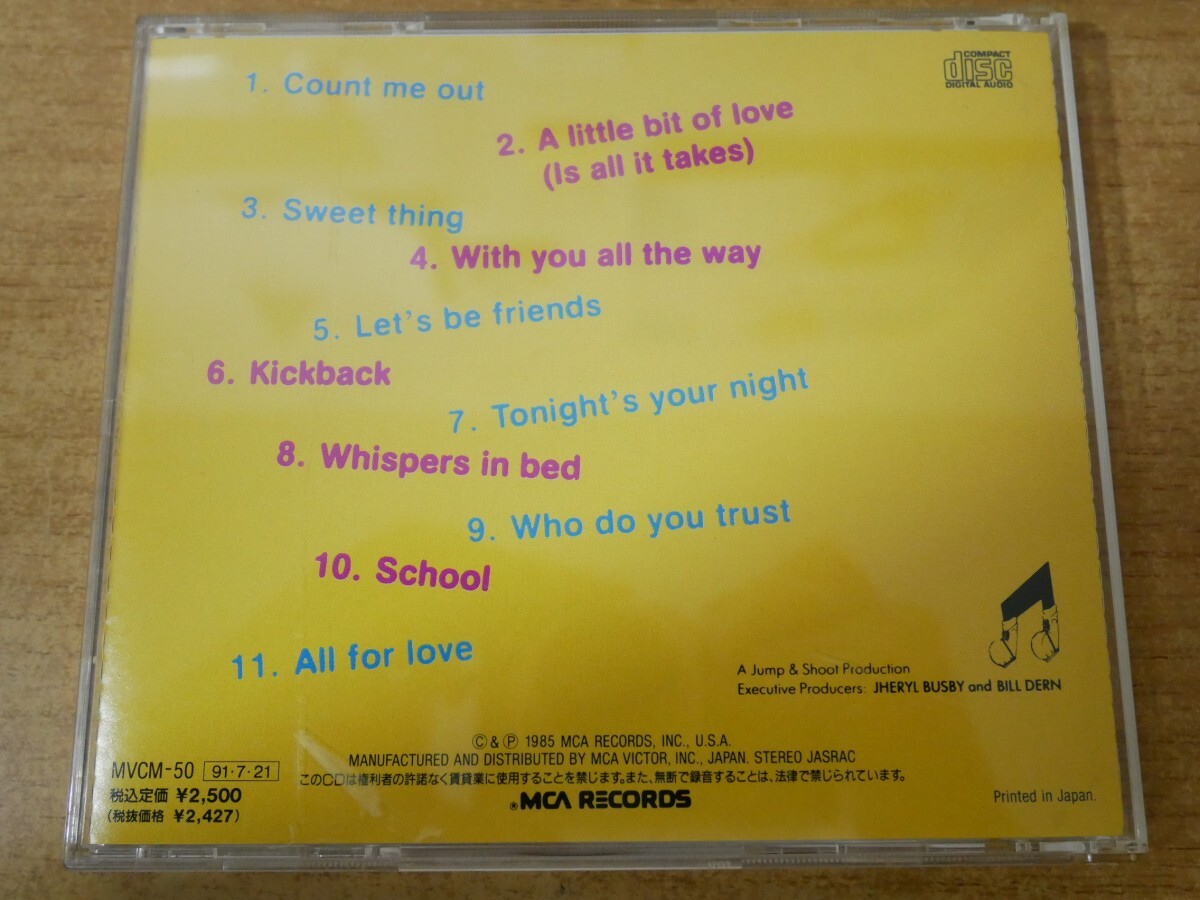 COMPACT
disc
DIGITAL AUDIO
1. Count me out
2. A little bit of love
(Is all it takes)
3. Sweet thing
4. With you all the way
5. Let's be friends
6. Kickback
7. Tonight's your night
8. Whispers in bed
9. Who do you trust
10. School
11. All for love
A Jump & Shoot Production
Executive Producers: JHERYL BUSBY and BILL DERN
© & ℗ 1985 MCA RECORDS, INC., U.S.A.
MANUFACTURED AND DISTRIBUTED BY MCA VICTOR, INC., JAPAN. STEREO JASRAC
このCDは権利者の許諾なく賃貸業に使用することを禁じます。また、無断で録音することは、法律で禁じられています。
®MCA RECORDS
MVCM-50 91·7·21
税込定価 ¥2,500
(税抜価格 ¥2,427)
Printed in Japan.